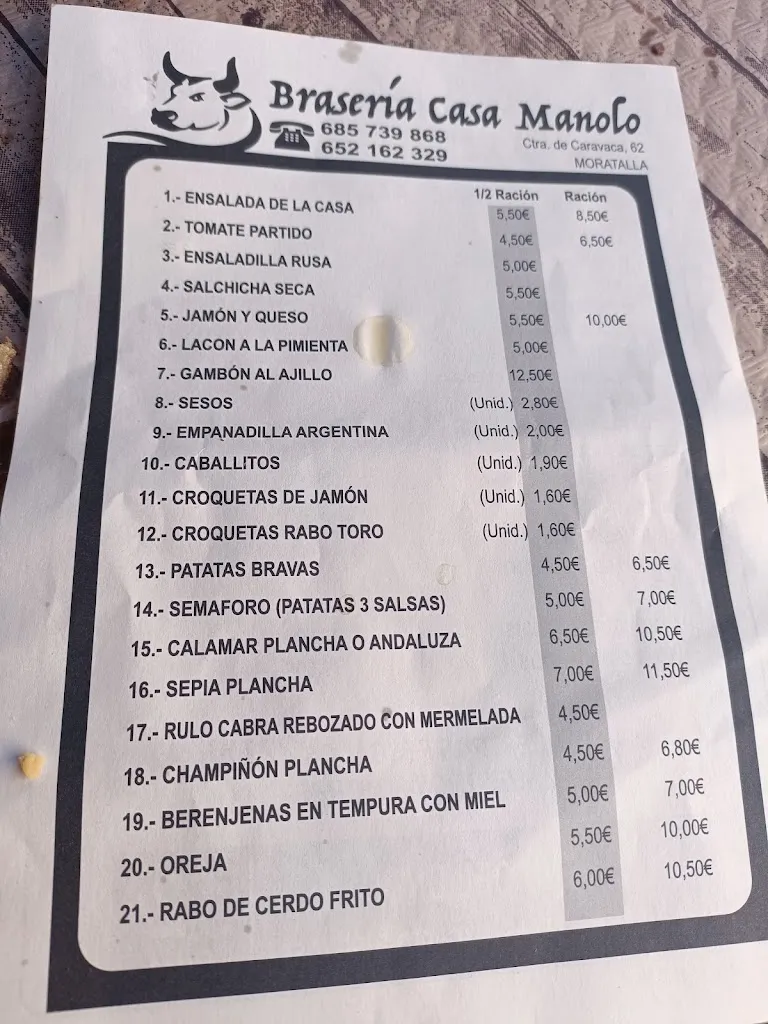 Brasería Casa Manolo
685 739 868
652 162 329
Ctra. de Caravaca, 62
MORATALLA
1/2 Ración Ración
1.- ENSALADA DE LA CASA 5,50€ 8,50€
2.- TOMATE PARTIDO 4,50€ 6,50€
3.- ENSALADILLA RUSA 5,00€
4.- SALCHICHA SECA 5,50€
5.- JAMÓN Y QUESO 5,50€ 10,00€
6.- LACON A LA PIMIENTA 5,00€
7.- GAMBÓN AL AJILLO 12,50€
8.- SESOS (Unid.) 2,80€
9.- EMPANADILLA ARGENTINA (Unid.) 2,00€
10.- CABALLITOS (Unid.) 1,90€
11.- CROQUETAS DE JAMÓN (Unid.) 1,60€
12.- CROQUETAS RABO TORO (Unid.) 1,60€
13.- PATATAS BRAVAS 4,50€ 6,50€
14.- SEMAFORO (PATATAS 3 SALSAS) 5,00€ 7,00€
15.- CALAMAR PLANCHA O ANDALUZA 6,50€ 10,50€
16.- SEPIA PLANCHA 7,00€ 11,50€
17.- RULO CABRA REBOZADO CON MERMELADA 4,50€
18.- CHAMPIÑÓN PLANCHA 4,50€ 6,80€
19.- BERENJENAS EN TEMPURA CON MIEL 5,00€ 7,00€
20.- OREJA 5,50€ 10,00€
21.- RABO DE CERDO FRITO 6,00€ 10,50€